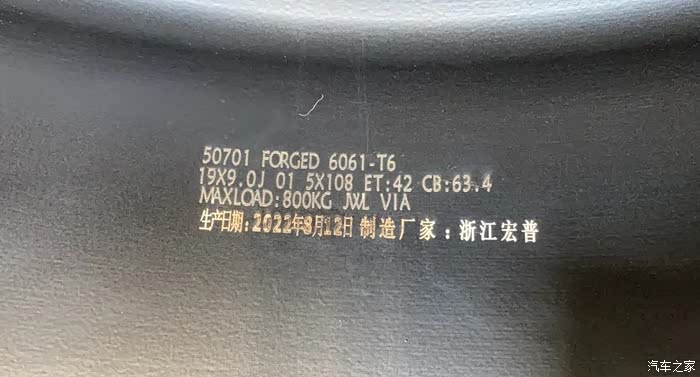 50701 FORGED 6061-T6
19X9.0J 01 5X108 ET:42 CB:63.4
MAXLOAD:800KG JWL VIA
生产日期:2022年8月12日 制造厂家:浙江宏普
汽车之家